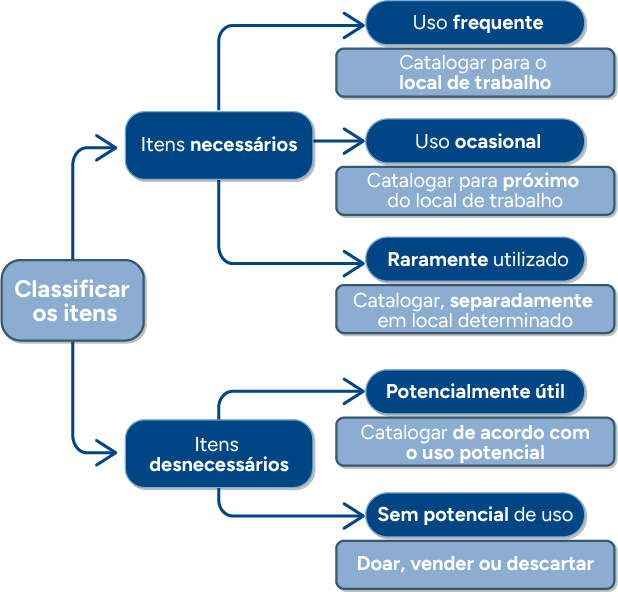 Uso frequente
Catalogar para o
local de trabalho
Itens necessários
Uso ocasional
Catalogar para próximo
do local de trabalho
Raramente utilizado
Catalogar, separadamente
em local determinado
Classificar
os itens
Potencialmente útil
Catalogar de acordo com
o uso potencial
Itens
desnecessários
Sem potencial de uso
Doar, vender ou descartar